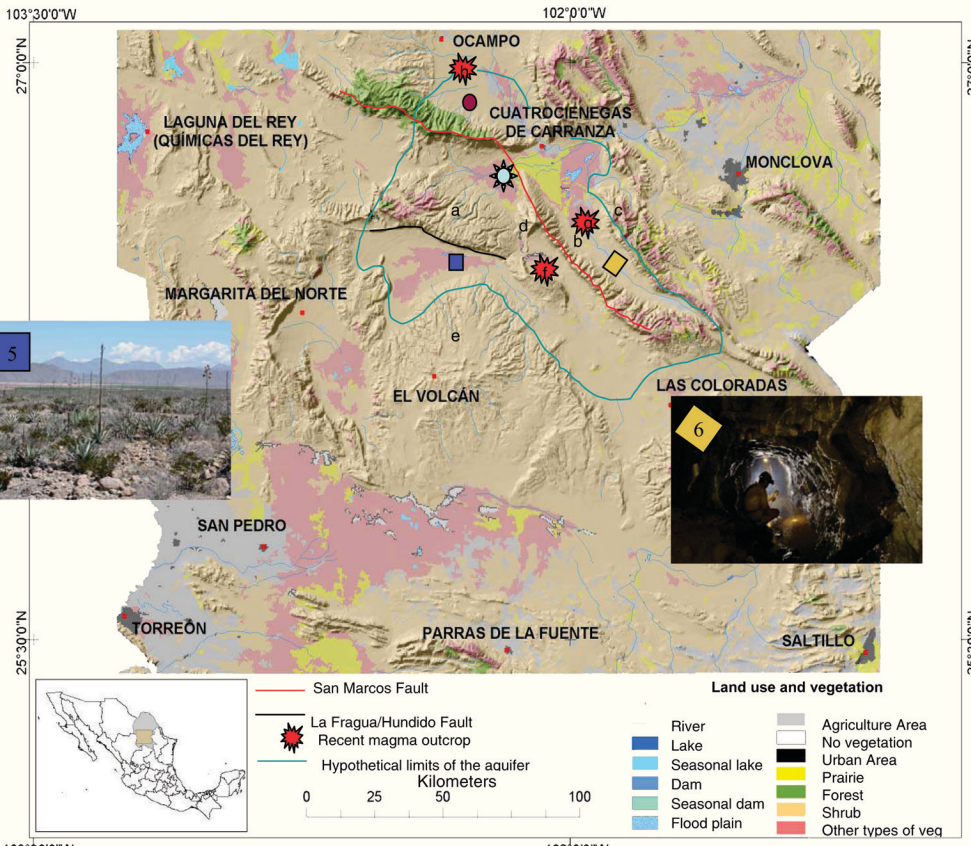 103°30'0"W
102°0'0"W
27°0'0"N
27°0'0"N
OCAMPO
h
CUATROCIENEGAS
DE CARRANZA
LAGUNA DEL REY
(QUÍMICAS DEL REY)
MONCLOVA
a
c
d
g
b
f
MARGARITA DEL NORTE
5
e
EL VOLCÁN
LAS COLORADAS
6
SAN PEDRO
TORREÓN
PARRAS DE LA FUENTE
SALTILLO
25°30'0"N
San Marcos Fault
La Fragua/Hundido Fault
Recent magma outcrop
Hypothetical limits of the aquifer
Kilometers
0 25 50 100
Land use and vegetation
River
Lake
Seasonal lake
Dam
Seasonal dam
Flood plain
Agriculture Area
No vegetation
Urban Area
Prairie
Forest
Shrub
Other types of veg